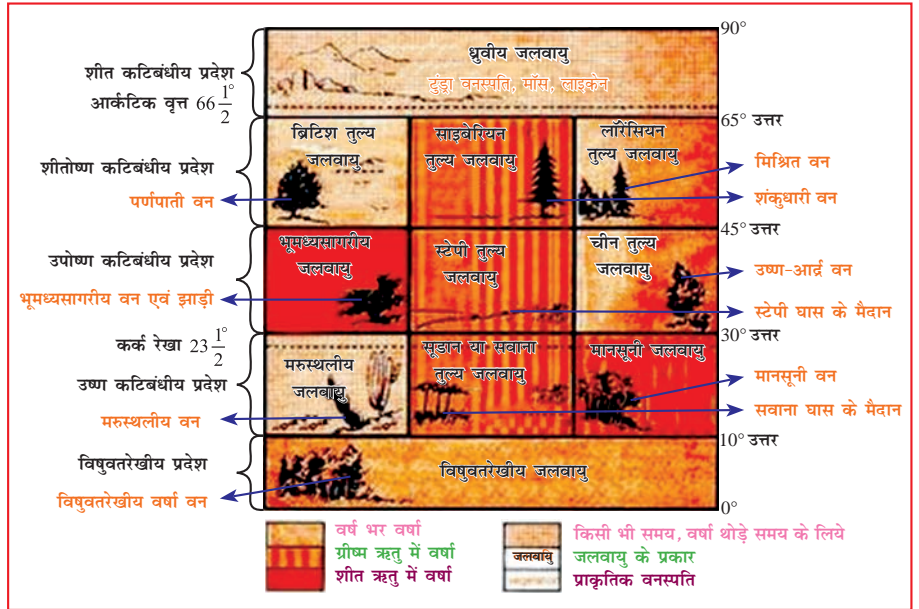 90°
ध्रुवीय जलवायु
शीत कटिबंधीय प्रदेश
टुंड्रा वनस्पति, मॉस, लाइकेन
आर्कटिक वृत्त 66 1/2°
65° उत्तर
ब्रिटिश तुल्य
जलवायु
साइबेरियन
तुल्य जलवायु
लॉरेंसियन
तुल्य जलवायु
शीतोष्ण कटिबंधीय प्रदेश
मिश्रित वन
पर्णपाती वन
शंकुधारी वन
45° उत्तर
भूमध्यसागरीय
जलवायु
स्टेपी तुल्य
जलवायु
चीन तुल्य
जलवायु
उपोष्ण कटिबंधीय प्रदेश
उष्ण-आर्द्र वन
भूमध्यसागरीय वन एवं झाड़ी
स्टेपी घास के मैदान
कर्क रेखा 23 1/2°
30° उत्तर
मरुस्थलीय
जलवायु
सूडान या सवाना
तुल्य जलवायु
मानसूनी जलवायु
उष्ण कटिबंधीय प्रदेश
मानसूनी वन
मरुस्थलीय वन
सवाना घास के मैदान
10° उत्तर
विषुवतरेखीय प्रदेश
विषुवतरेखीय जलवायु
विषुवतरेखीय वर्षा वन
0°
वर्ष भर वर्षा
ग्रीष्म ऋतु में वर्षा
शीत ऋतु में वर्षा
किसी भी समय, वर्षा थोड़े समय के लिये
जलवायु
जलवायु के प्रकार
प्राकृतिक वनस्पति